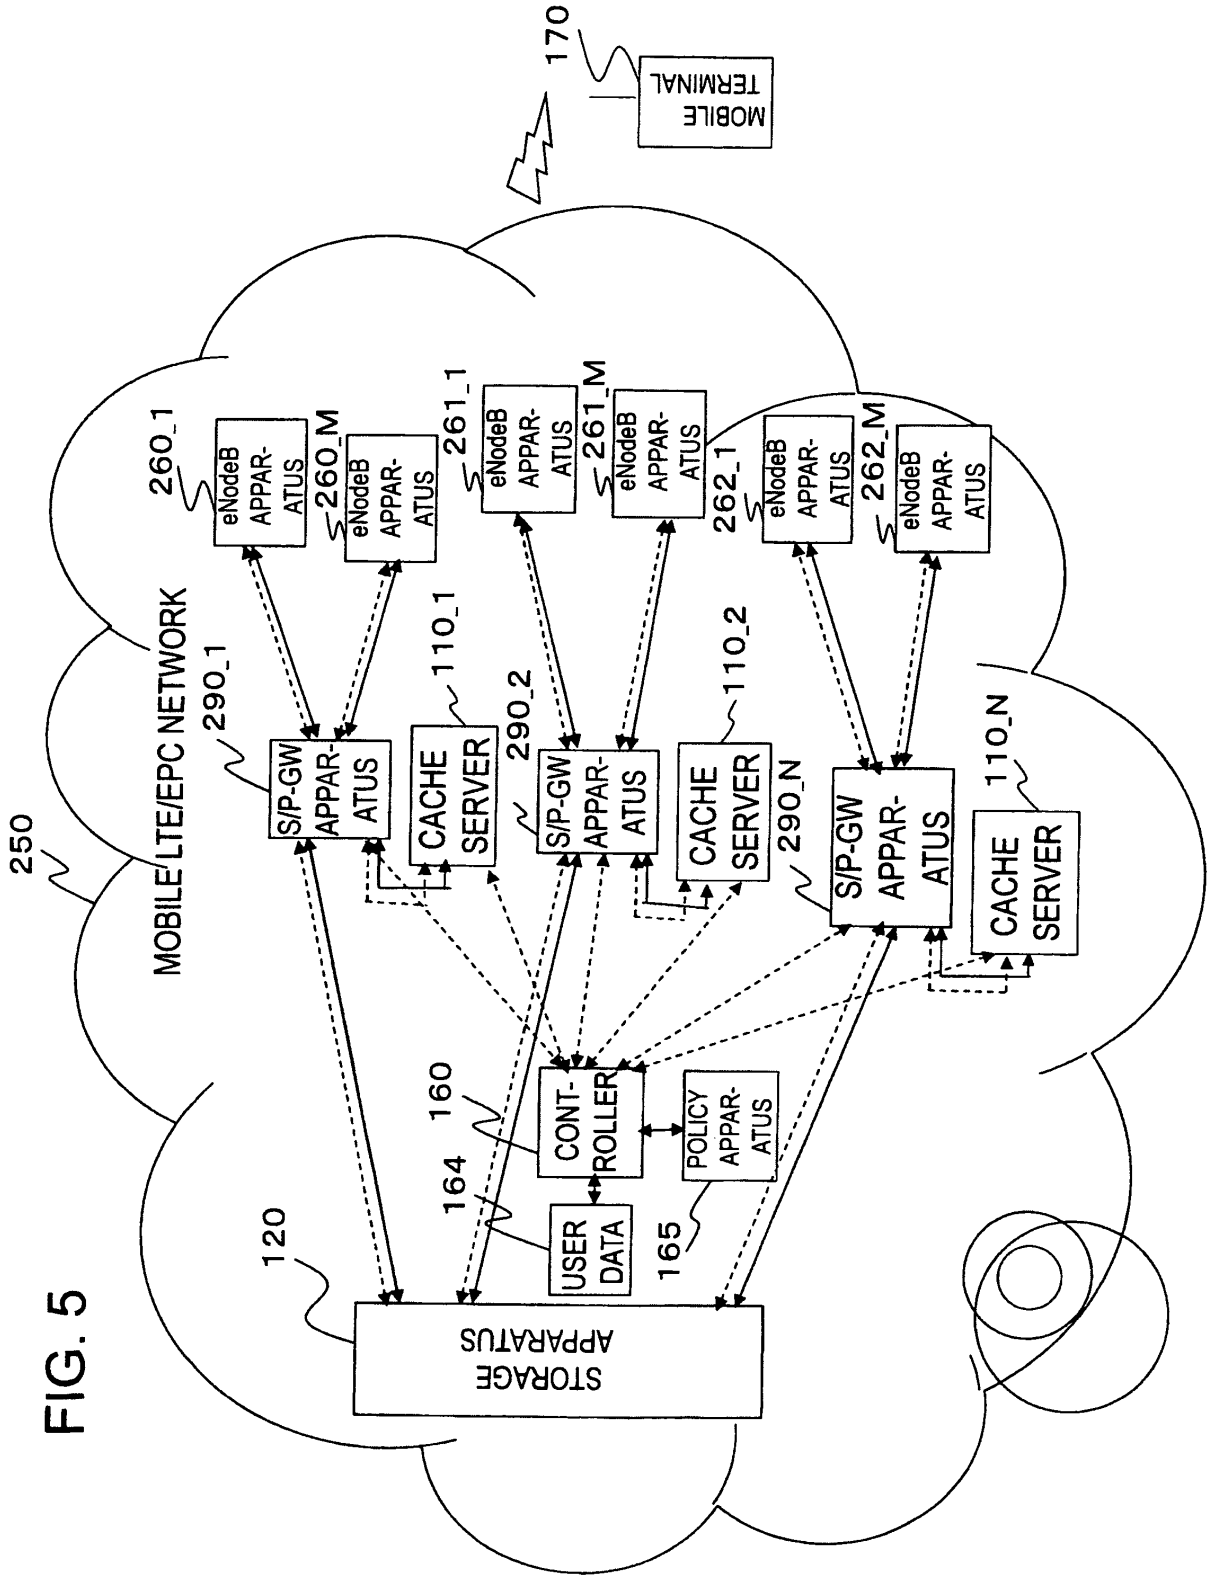 FIG. 5
250
MOBILE LTE/EPC NETWORK
120
STORAGE
APPARATUS
164
USER
DATA
160
CONT-
ROLLER
165
POLICY
APPAR-
ATUS
290_1
S/P-GW
APPAR-
ATUS
110_1
CACHE
SERVER
290_2
S/P-GW
APPAR-
ATUS
110_2
CACHE
SERVER
290_N
S/P-GW
APPAR-
ATUS
110_N
CACHE
SERVER
260_1
eNodeB
APPAR-
ATUS
260_M
eNodeB
APPAR-
ATUS
261_1
eNodeB
APPAR-
ATUS
261_M
eNodeB
APPAR-
ATUS
262_1
eNodeB
APPAR-
ATUS
262_M
eNodeB
APPAR-
ATUS
170
MOBILE
TERMINAL